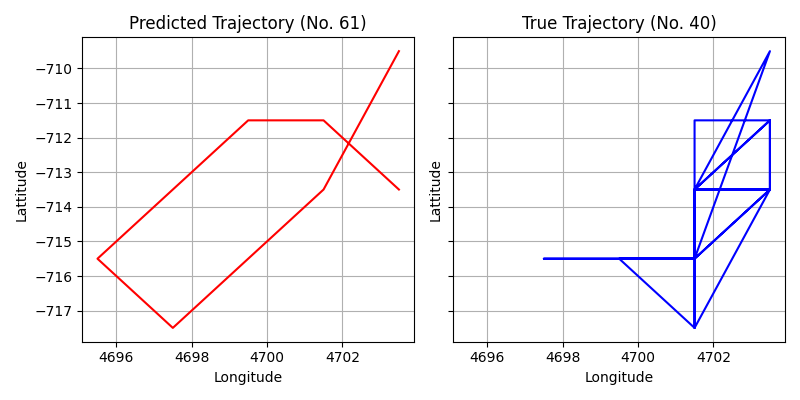 Predicted Trajectory (No. 61)
True Trajectory (No. 40)
−710
−711
−712
−713
−714
−715
−716
−717
Lattitude
Lattitude
4696
4698
4700
4702
4696
4698
4700
4702
Longitude
Longitude